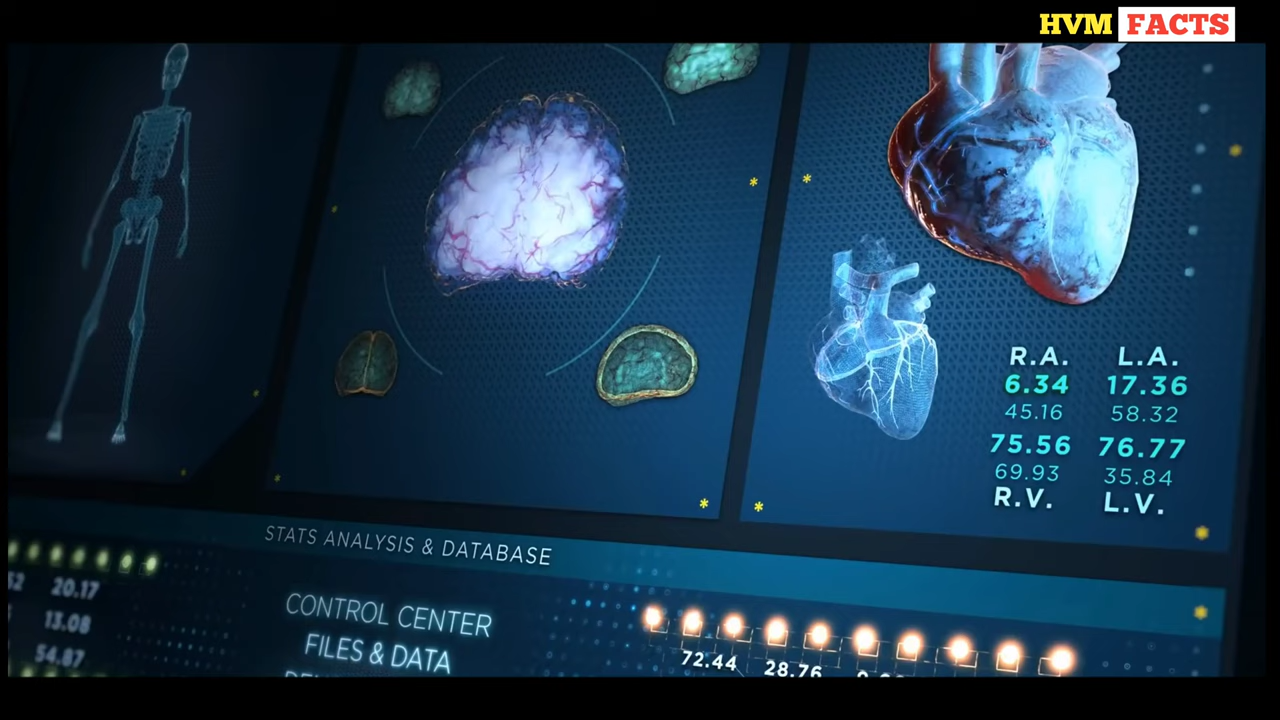 HVM FACTS
R.A. L.A.
6.34 17.36
45.16 58.32
75.56 76.77
69.93 35.84
R.V. L.V.
STATS ANALYSIS & DATABASE
20.17
13.08
54.87
CONTROL CENTER
FILES & DATA
72.44 28.76